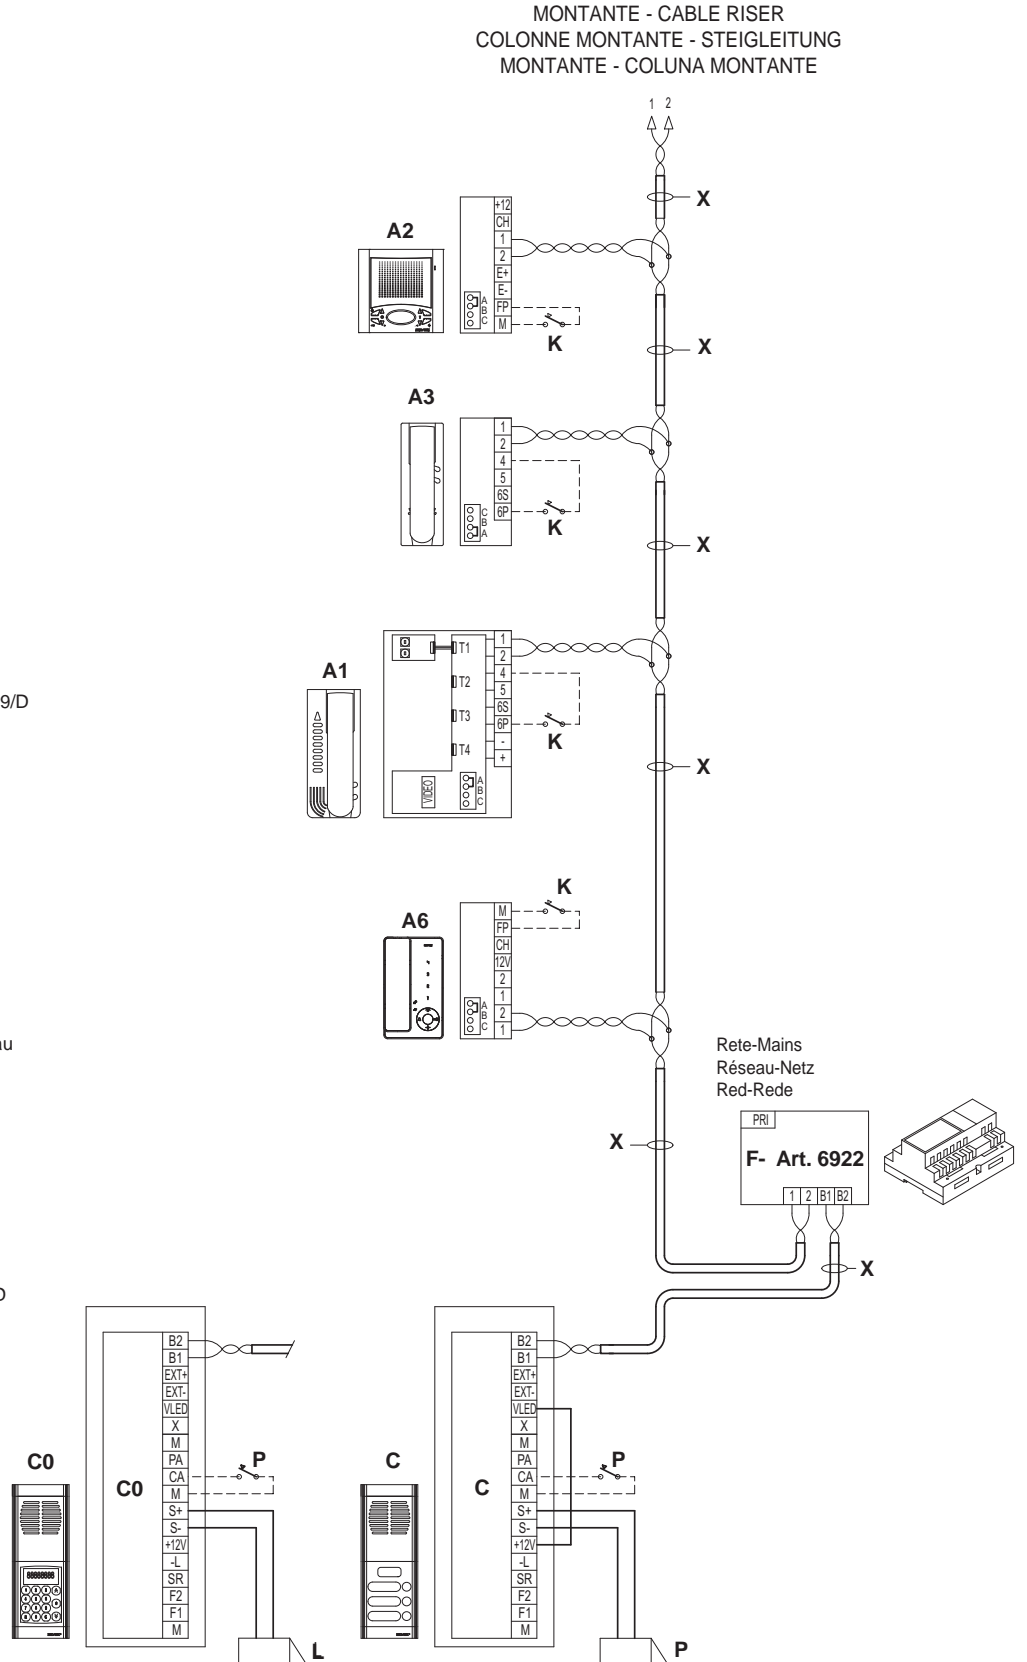 MONTANTE - CABLE RISER
COLONNE MONTANTE - STEIGLEITUNG
MONTANTE - COLUNA MONTANTE
1 2
X
A2
+12
CH
1
2
E+
E-
FP
M
A
B
C
K
X
A3
1
2
4
5
6S
6P
C
B
A
K
X
A1
T1
T2
T3
T4
1
2
4
5
6S
6P
-
+
VIDEO
A
B
C
K
X
9/D
A6
M
FP
CH
12V
2
1
2
1
A
B
C
K
au
Rete-Mains
Réseau-Netz
Red-Rede
PRI
F- Art. 6922
1 2 B1 B2
X
X
C0
C0
B2
B1
EXT+
EXT-
VLED
X
M
PA
CA
M
S+
S-
+12V
-L
SR
F2
F1
M
P
L
C
C
B2
B1
EXT+
EXT-
VLED
X
M
PA
CA
M
S+
S-
+12V
-L
SR
F2
F1
M
P
P